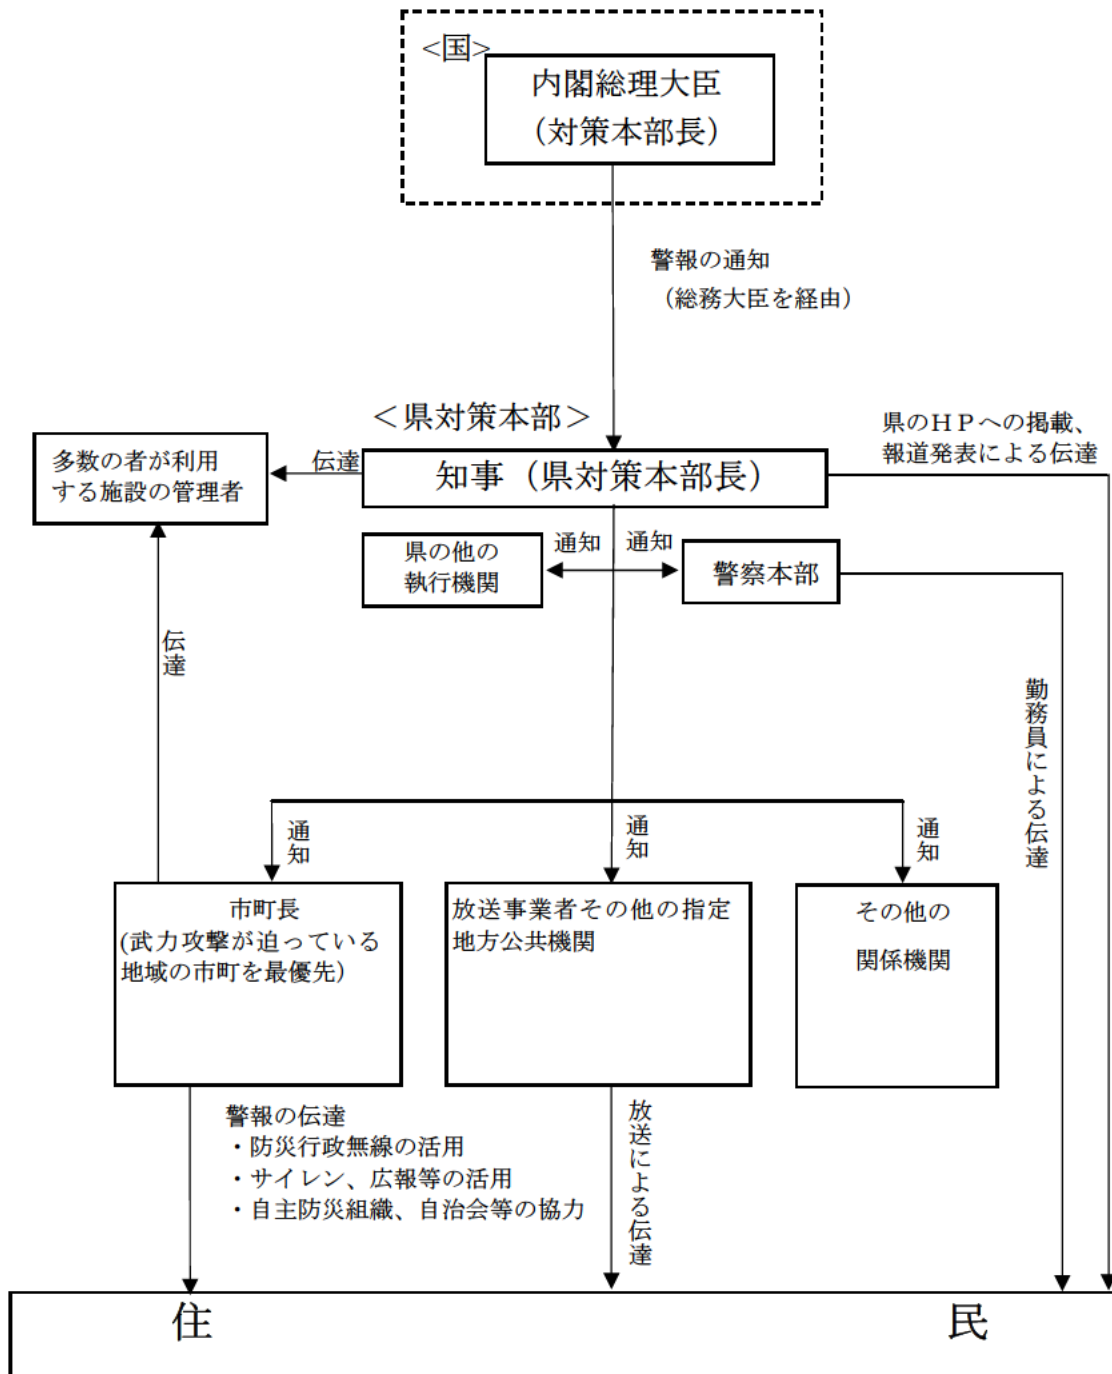 <国>
内閣総理大臣
（対策本部長）
警報の通知
（総務大臣を経由）
＜県対策本部＞
県のＨＰへの掲載、
報道発表による伝達
多数の者が利用
する施設の管理者
伝達
知事（県対策本部長）
県の他の
執行機関
通知
通知
警察本部
伝達
勤務員による伝達
通知
通知
通知
市町長
(武力攻撃が迫っている
地域の市町を最優先)
放送事業者その他の指定
地方公共機関
その他の
関係機関
警報の伝達
・防災行政無線の活用
・サイレン、広報等の活用
・自主防災組織、自治会等の協力
放送による伝達
住民